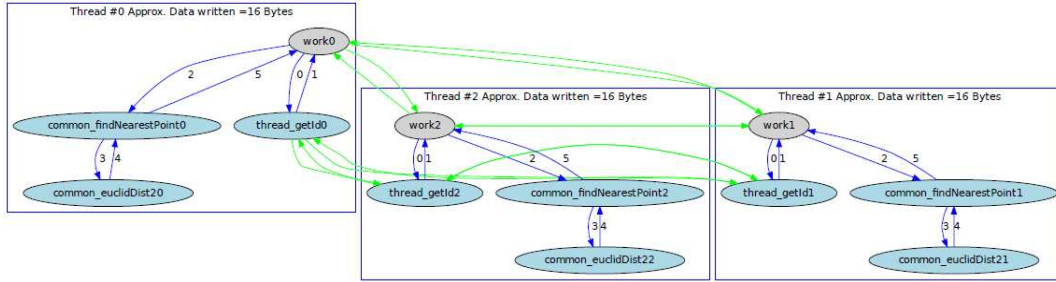 Thread #0 Approx. Data written =16 Bytes
work0
2
5
0
1
common_findNearestPoint0
thread_getId0
3
4
common_euclidDist20
Thread #2 Approx. Data written =16 Bytes
work2
0
1
2
5
thread_getId2
common_findNearestPoint2
3
4
common_euclidDist22
Thread #1 Approx. Data written =16 Bytes
work1
0
1
2
5
thread_getId1
common_findNearestPoint1
3
4
common_euclidDist21